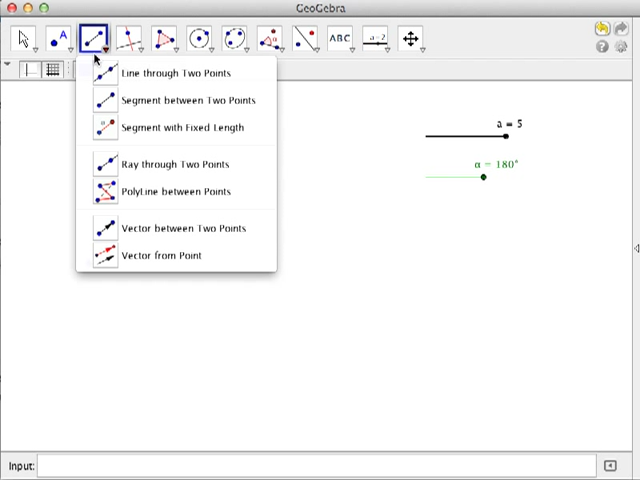 GeoGebra
A
α
ABC
a=2
Line through Two Points
Segment between Two Points
a
Segment with Fixed Length
Ray through Two Points
PolyLine between Points
Vector between Two Points
Vector from Point
a = 5
α = 180°
Input: